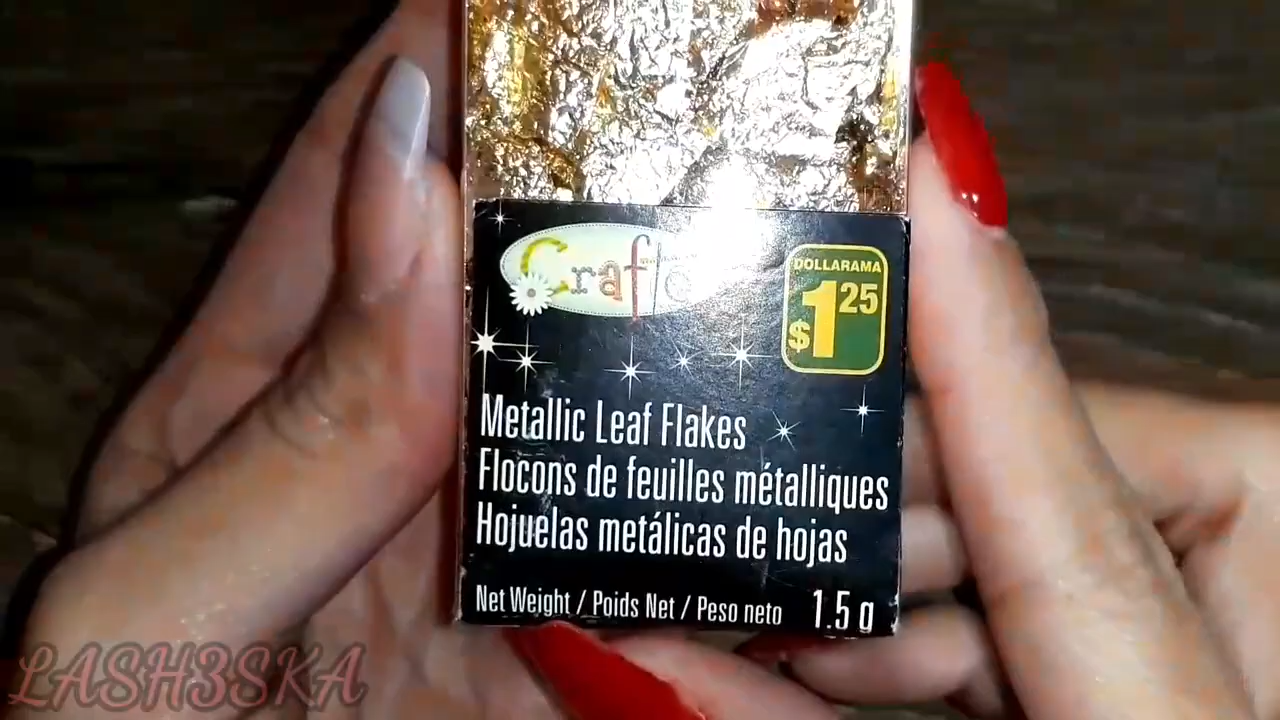 DOLLARAMA
$1.25
Metallic Leaf Flakes
Flocons de feuilles métalliques
Hojuelas metálicas de hojas
Net Weight / Poids Net / Peso neto 1.5 g
LASH3SKA